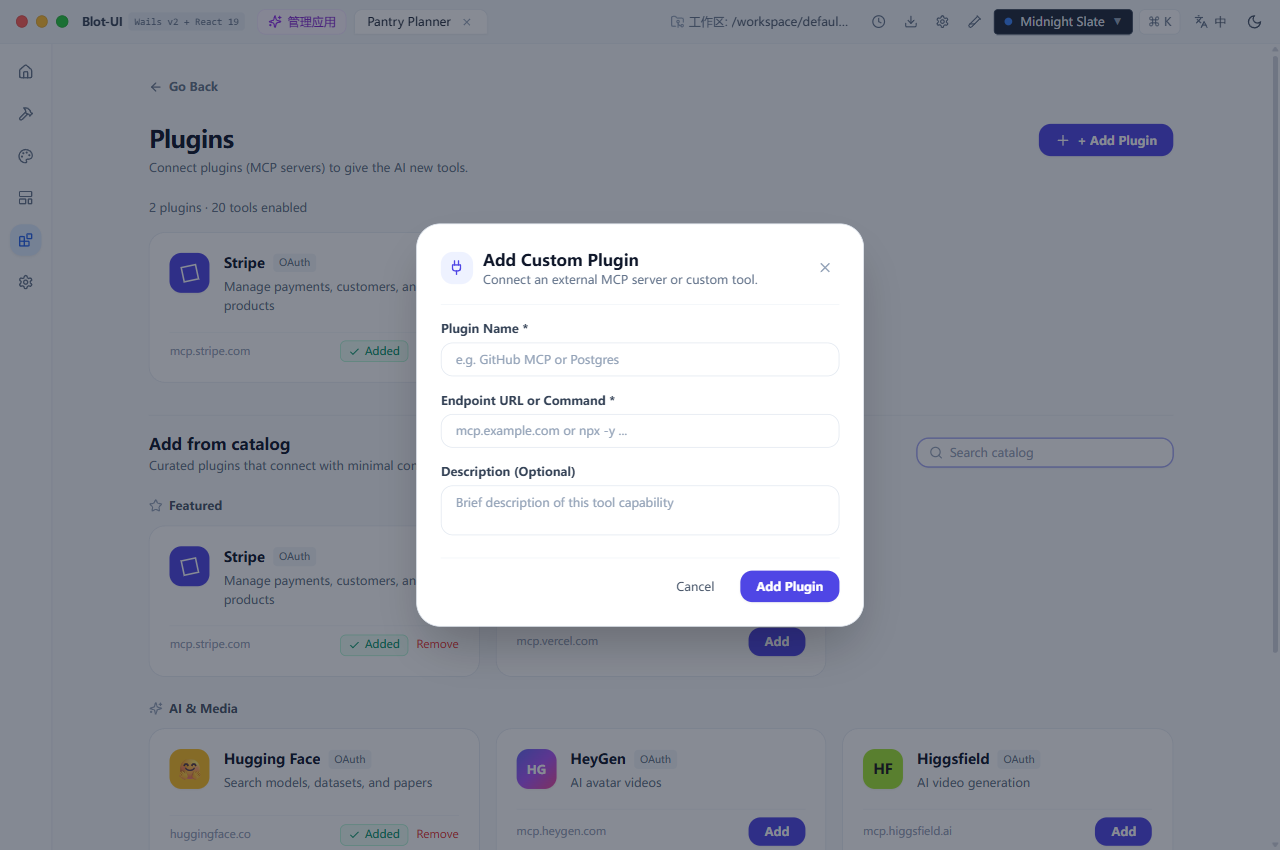 Blot-UI
Wails v2 + React 19
管理应用
Pantry Planner
工作区: /workspace/defaul...
Midnight Slate
⌘ K
中
Go Back
Plugins
Connect plugins (MCP servers) to give the AI new tools.
+ Add Plugin
2 plugins · 20 tools enabled
Stripe
OAuth
Manage payments, customers, an
products
mcp.stripe.com
Added
Add Custom Plugin
Connect an external MCP server or custom tool.
Plugin Name *
e.g. GitHub MCP or Postgres
Endpoint URL or Command *
mcp.example.com or npx -y ...
Description (Optional)
Brief description of this tool capability
Cancel
Add Plugin
Add from catalog
Curated plugins that connect with minimal con
Search catalog
Featured
Stripe
OAuth
Manage payments, customers, an
products
mcp.stripe.com
Added
Remove
mcp.vercel.com
Add
AI & Media
Hugging Face
OAuth
Search models, datasets, and papers
huggingface.co
Added
Remove
HG
HeyGen
OAuth
AI avatar videos
mcp.heygen.com
Add
HF
Higgsfield
OAuth
AI video generation
mcp.higgsfield.ai
Add